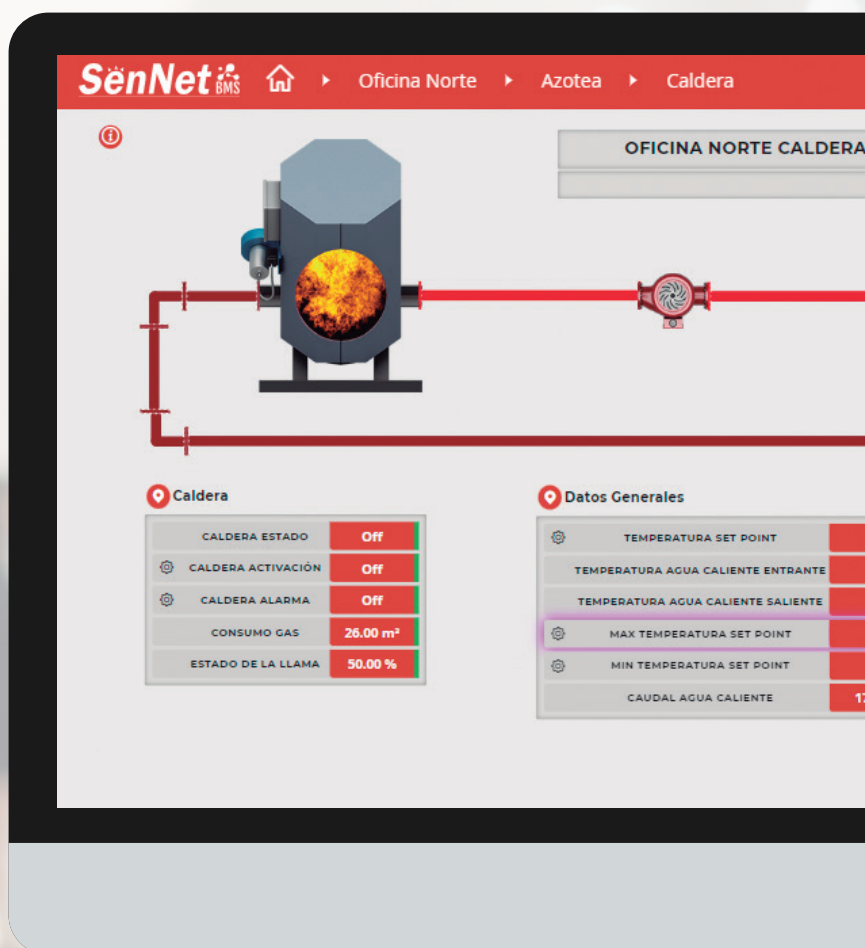 SënNet BMS
Oficina Norte Azotea Caldera
OFICINA NORTE CALDERA
Caldera
CALDERA ESTADO Off
CALDERA ACTIVACIÓN Off
CALDERA ALARMA Off
CONSUMO GAS 26.00 m³
ESTADO DE LA LLAMA 50.00 %
Datos Generales
TEMPERATURA SET POINT
TEMPERATURA AGUA CALIENTE ENTRANTE
TEMPERATURA AGUA CALIENTE SALIENTE
MAX TEMPERATURA SET POINT
MIN TEMPERATURA SET POINT
CAUDAL AGUA CALIENTE